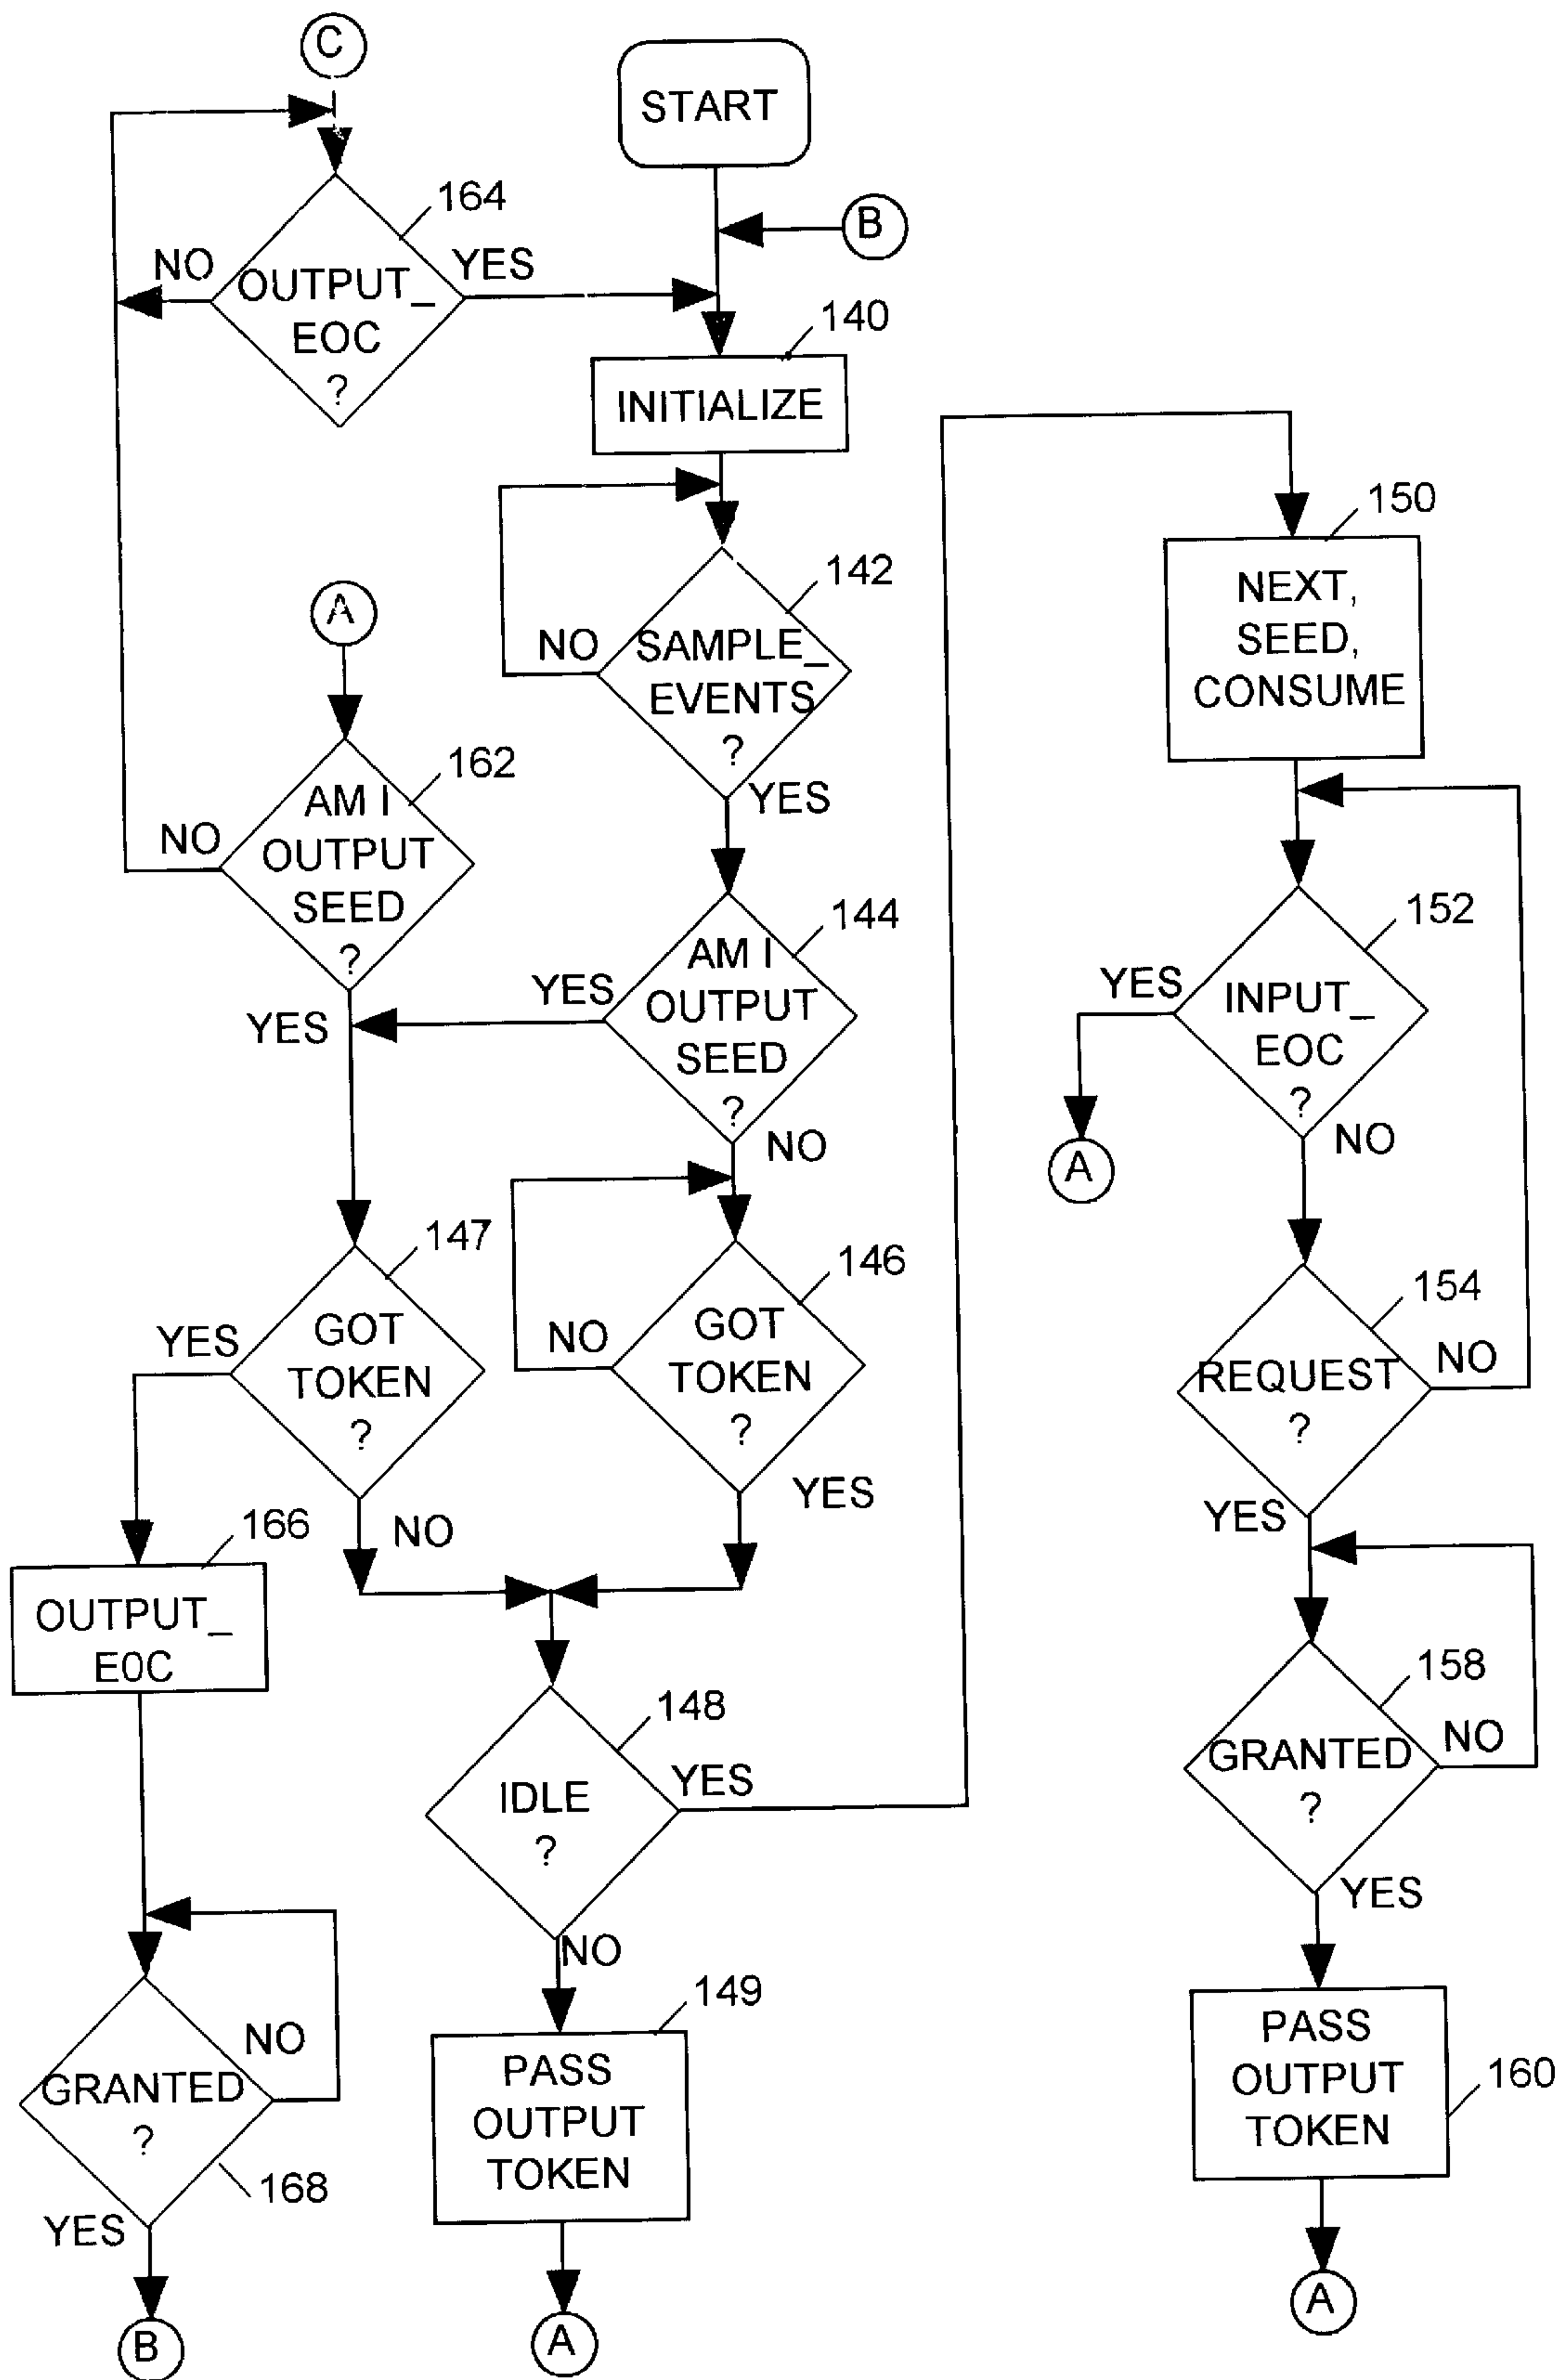 C
START
164
B
NO
YES
OUTPUT_
EOC
?
140
INITIALIZE
150
NEXT,
SEED,
CONSUME
142
A
NO
SAMPLE_
EVENTS
?
YES
162
AM I
OUTPUT
SEED
?
NO
YES
144
AM I
OUTPUT
SEED
?
YES
NO
152
YES
INPUT_
EOC
?
NO
A
147
YES
GOT
TOKEN
?
NO
146
NO
GOT
TOKEN
?
YES
154
REQUEST
?
NO
YES
166
OUTPUT_
E0C
148
IDLE
?
YES
NO
158
GRANTED
?
NO
YES
149
PASS
OUTPUT
TOKEN
PASS
OUTPUT
TOKEN
160
NO
GRANTED
?
168
YES
B
A
A